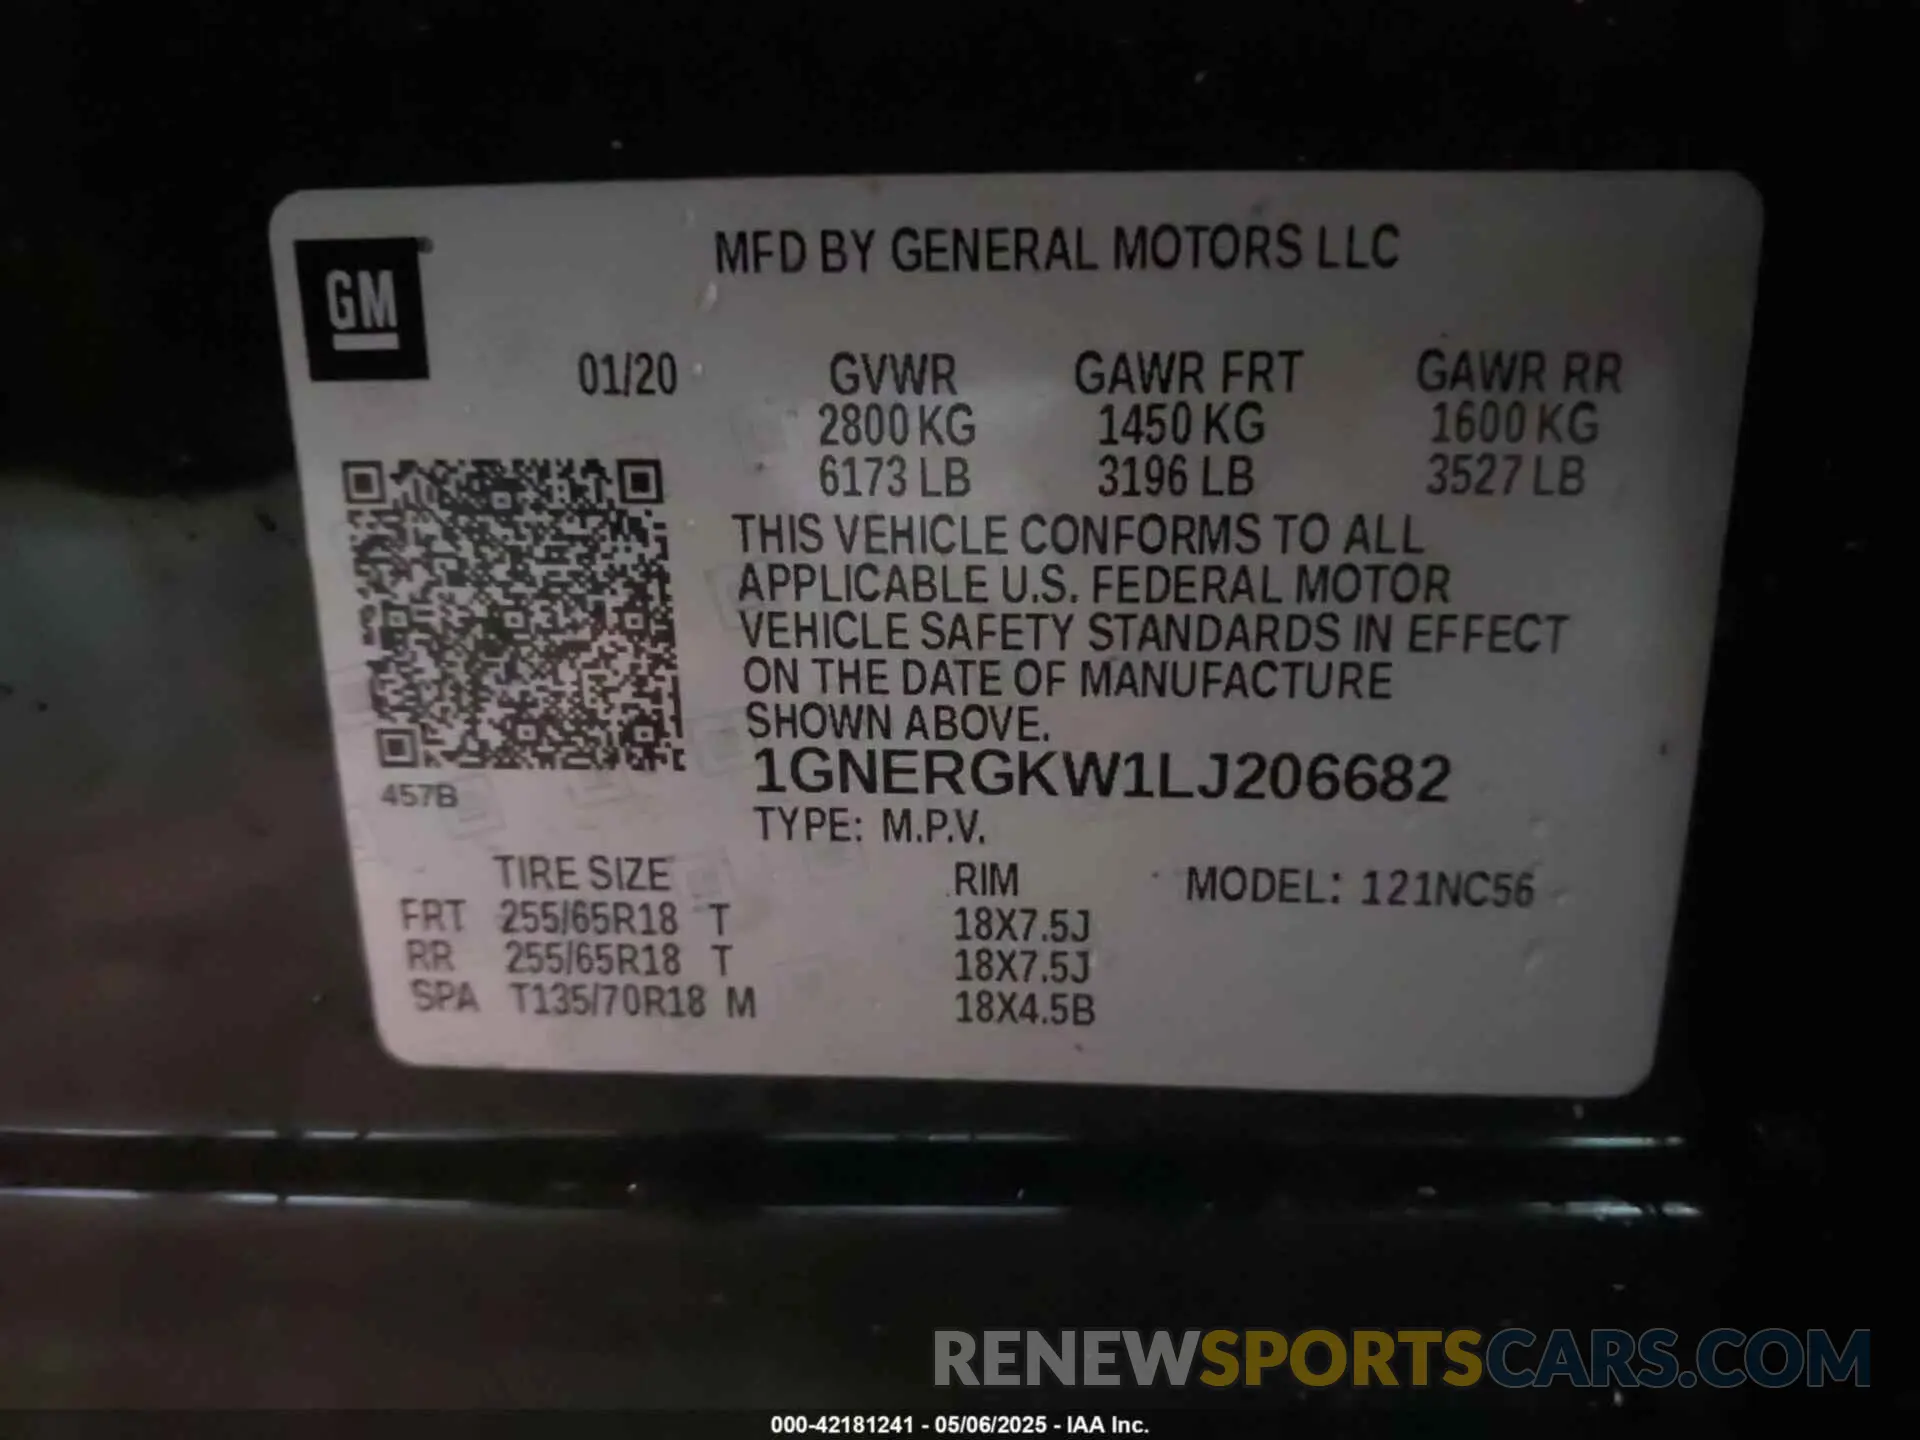 MFD BY GENERAL MOTORS LLC
GM
01/20 GVWR GAWR FRT GAWR RR
2800 KG 1450 KG 1600 KG
6173 LB 3196 LB 3527 LB
THIS VEHICLE CONFORMS TO ALL
APPLICABLE U.S. FEDERAL MOTOR
VEHICLE SAFETY STANDARDS IN EFFECT
ON THE DATE OF MANUFACTURE
SHOWN ABOVE.
1GNERGKW1LJ206682
457B
TYPE: M.P.V.
TIRE SIZE RIM MODEL: 121NC56
FRT 255/65R18 T 18X7.5J
RR 255/65R18 T 18X7.5J
SPA T135/70R18 M 18X4.5B
RENEWSPORTSCARS.COM
000-42181241 - 05/06/2025 - IAA Inc.